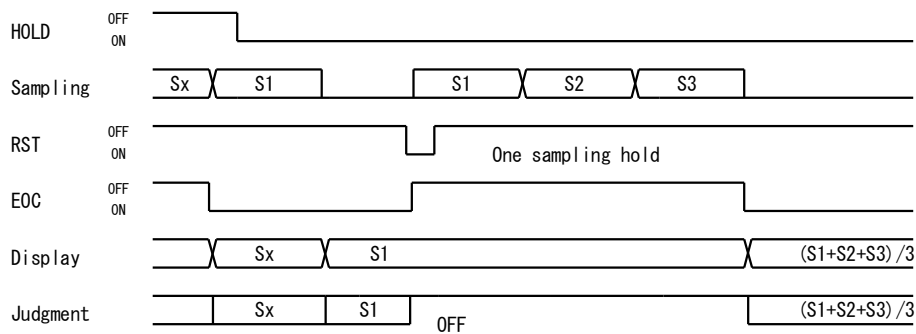 HOLD OFF
ON
Sampling Sx S1 S1 S2 S3
RST OFF
ON
One sampling hold
EOC OFF
ON
Display Sx S1 (S1+S2+S3)/3
Judgment Sx S1 OFF (S1+S2+S3)/3